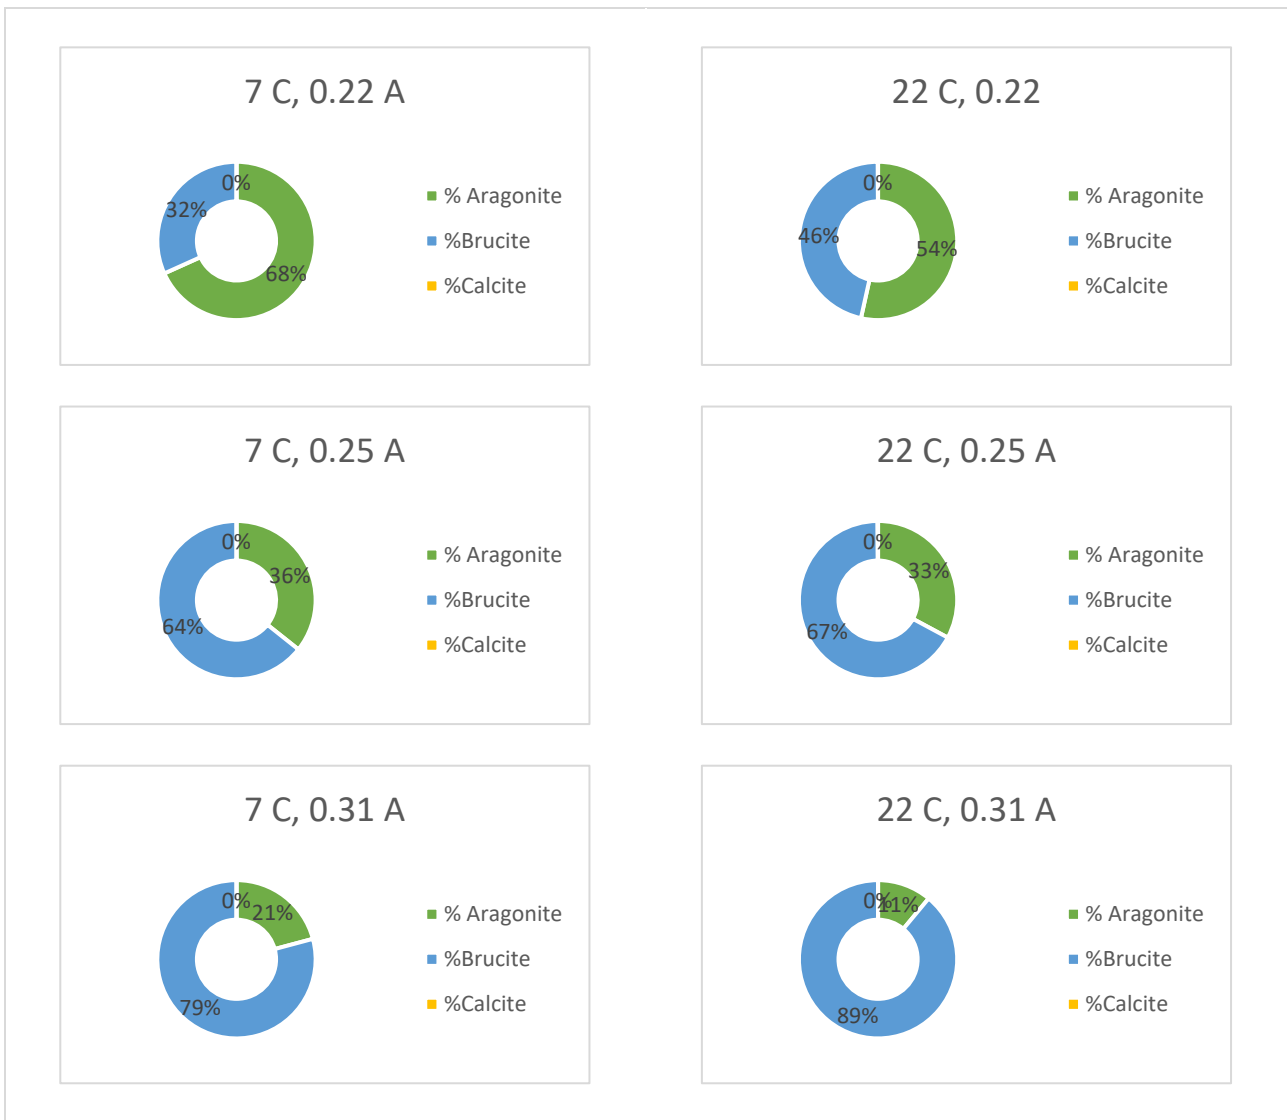 7 C, 0.22 A
0%
32%
68%
% Aragonite
%Brucite
%Calcite
22 C, 0.22
0%
46%
54%
% Aragonite
%Brucite
%Calcite
7 C, 0.25 A
0%
36%
64%
% Aragonite
%Brucite
%Calcite
22 C, 0.25 A
0%
33%
67%
% Aragonite
%Brucite
%Calcite
7 C, 0.31 A
0%
21%
79%
% Aragonite
%Brucite
%Calcite
22 C, 0.31 A
0%
11%
89%
% Aragonite
%Brucite
%Calcite